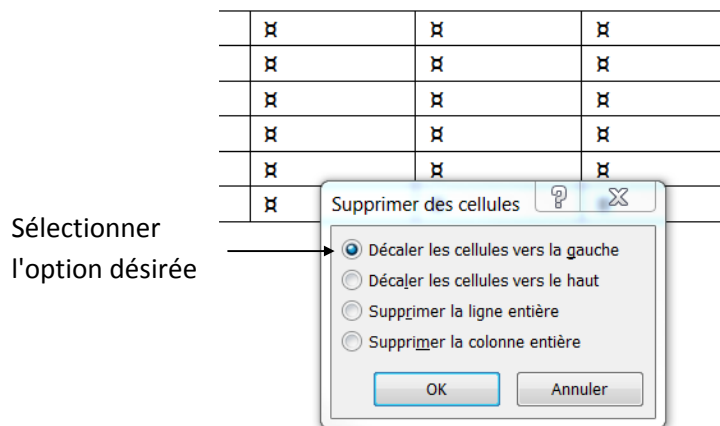 ¤ ¤ ¤
¤ ¤ ¤
¤ ¤ ¤
¤ ¤ ¤
¤ ¤ ¤
¤
Supprimer des cellules
Sélectionner
l'option désirée
Décaler les cellules vers la gauche
Décaler les cellules vers le haut
Supprimer la ligne entière
Supprimer la colonne entière
OK Annuler